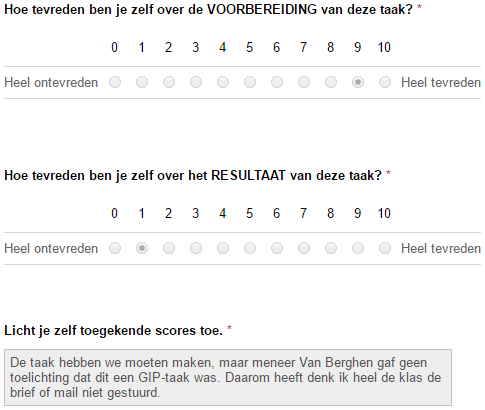 Hoe tevreden ben je zelf over de VOORBEREIDING van deze taak? *
0 1 2 3 4 5 6 7 8 9 10
Heel ontevreden Heel tevreden
Hoe tevreden ben je zelf over het RESULTAAT van deze taak? *
0 1 2 3 4 5 6 7 8 9 10
Heel ontevreden Heel tevreden
Licht je zelf toegekende scores toe. *
De taak hebben we moeten maken, maar meneer Van Berghen gaf geen
toelichting dat dit een GIP-taak was. Daarom heeft denk ik heel de klas de
brief of mail niet gestuurd.